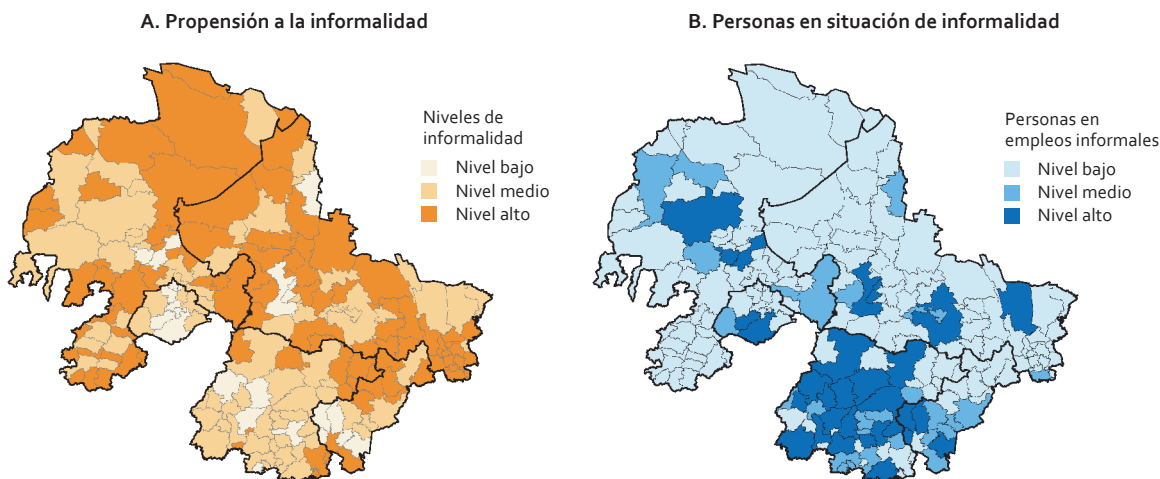 A. Propensión a la informalidad
Niveles de
informalidad
Nivel bajo
Nivel medio
Nivel alto
B. Personas en situación de informalidad
Personas en
empleos informales
Nivel bajo
Nivel medio
Nivel alto